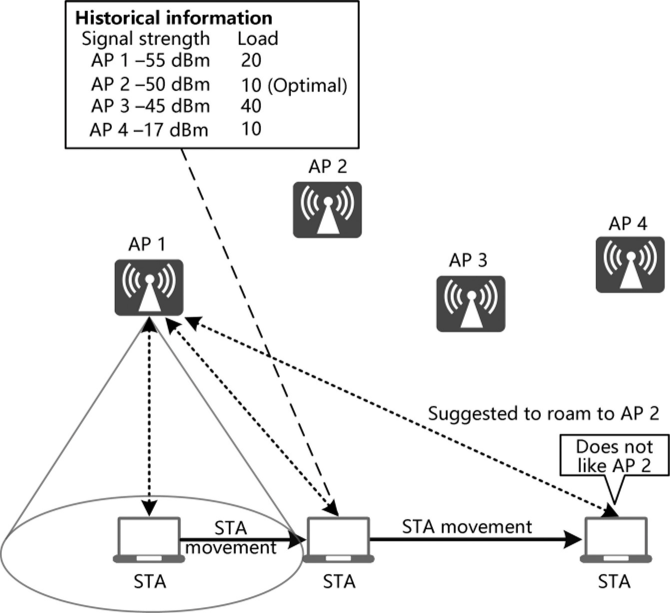 Historical information
Signal strength Load
AP 1 –55 dBm 20
AP 2 –50 dBm 10 (Optimal)
AP 3 –45 dBm 40
AP 4 –17 dBm 10
AP 2
AP 4
AP 1
AP 3
Suggested to roam to AP 2
Does not
like AP 2
STA
movement
STA movement
STA
STA
STA